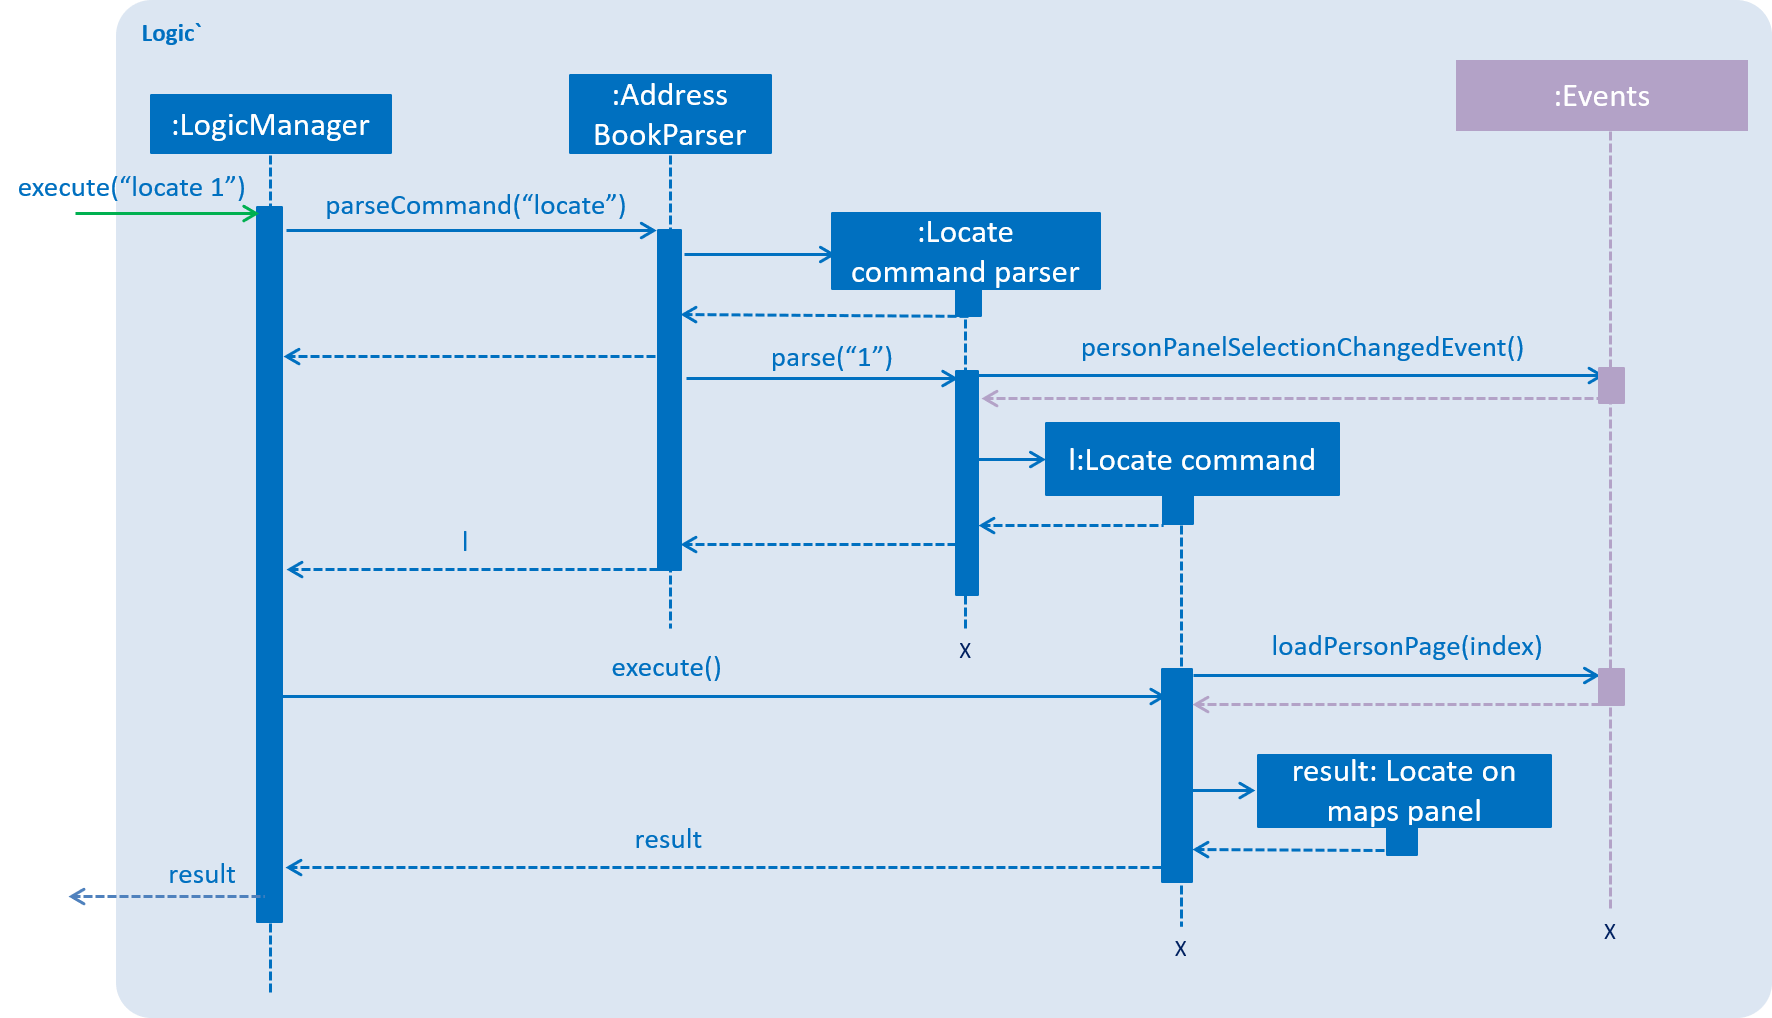 Logic`
:LogicManager
:Address
BookParser
:Events
execute(“locate 1”)
parseCommand(“locate”)
:Locate
command parser
parse(“1”)
personPanelSelectionChangedEvent()
l:Locate command
l
X
execute()
loadPersonPage(index)
result: Locate on
maps panel
result
result
X
X